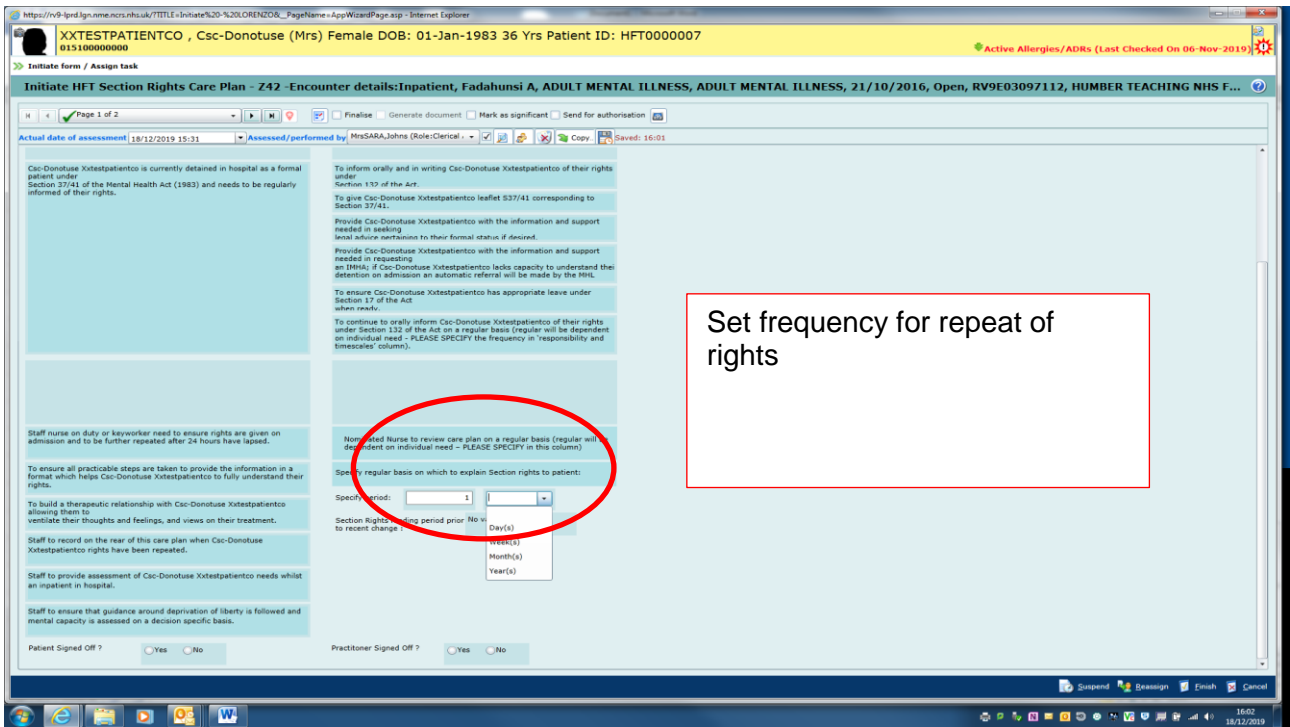 https://rv9-lprd.lgn.nme.ncrs.nhs.uk/?TITLE=Initiate%20-%20LORENZO&_PageName=AppWizardPage.asp - Internet Explorer
XXTESTPATIENTCO , Csc-Donotuse (Mrs) Female DOB: 01-Jan-1983 36 Yrs Patient ID: HFT0000007
015100000000
Active Allergies/ADRs (Last Checked On 06-Nov-2019)
Initiate form / Assign task
Initiate HFT Section Rights Care Plan - Z42 -Encounter details:Inpatient, Fadahunsi A, ADULT MENTAL ILLNESS, ADULT MENTAL ILLNESS, 21/10/2016, Open, RV9E03097112, HUMBER TEACHING NHS F...
Page 1 of 2 Finalise Generate document Mark as significant Send for authorisation
Actual date of assessment 18/12/2019 15:31 Assessed/performed by MrsSARA,Johns (Role:Clerical . Copy Saved: 16:01
Csc-Donotuse Xxtestpatientco is currently detained in hospital as a formal
patient under
Section 37/41 of the Mental Health Act (1983) and needs to be regularly
informed of their rights.
To inform orally and in writing Csc-Donotuse Xxtestpatientco of their rights
under
Section 132 of the Act.
To give Csc-Donotuse Xxtestpatientco leaflet S37/41 corresponding to
Section 37/41.
Provide Csc-Donotuse Xxtestpatientco with the information and support
needed in seeking
legal advice pertaining to their formal status if desired.
Provide Csc-Donotuse Xxtestpatientco with the information and support
needed in requesting
an IMHA; if Csc-Donotuse Xxtestpatientco lacks capacity to understand thei
detention on admission an automatic referral will be made by the MHL
To ensure Csc-Donotuse Xxtestpatientco has appropriate leave under
Section 17 of the Act
when ready.
To continue to orally inform Csc-Donotuse Xxtestpatientco of their rights
under Section 132 of the Act on a regular basis (regular will be dependent
on individual need - PLEASE SPECIFY the frequency in 'responsibility and
timescales' column).
Set frequency for repeat of
rights
Staff nurse on duty or keyworker need to ensure rights are given on
admission and to be further repeated after 24 hours have lapsed.
To ensure all practicable steps are taken to provide the information in a
format which helps Csc-Donotuse Xxtestpatientco to fully understand their
rights.
To build a therapeutic relationship with Csc-Donotuse Xxtestpatientco
allowing them to
ventilate their thoughts and feelings, and views on their treatment.
Staff to record on the rear of this care plan when Csc-Donotuse
Xxtestpatientco rights have been repeated.
Staff to provide assessment of Csc-Donotuse Xxtestpatientco needs whilst
an inpatient in hospital.
Staff to ensure that guidance around deprivation of liberty is followed and
mental capacity is assessed on a decision specific basis.
Nominated Nurse to review care plan on a regular basis (regular will be
dependent on individual need – PLEASE SPECIFY in this column)
Specify regular basis on which to explain Section rights to patient:
Specify period: 1
Section Rights period prior No
to recent change :
Day(s)
Week(s)
Month(s)
Year(s)
Patient Signed Off ? Yes No
Practitoner Signed Off ? Yes No
Suspend Reassign Finish Cancel
16:02
18/12/2019